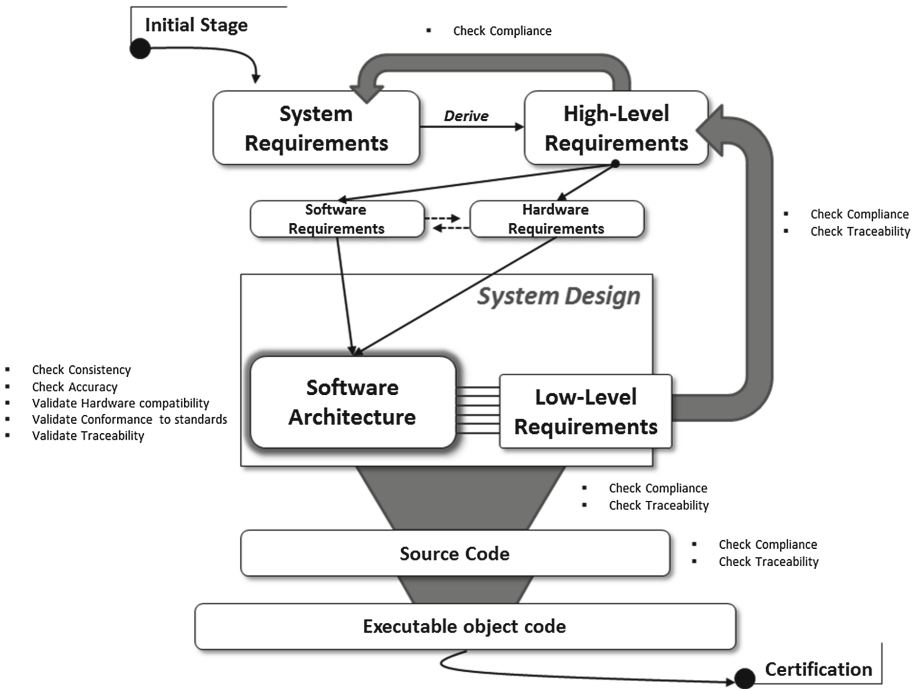 Initial Stage
▪ Check Compliance
System
Requirements
Derive
High-Level
Requirements
Software
Requirements
Hardware
Requirements
▪ Check Compliance
▪ Check Traceability
System Design
▪ Check Consistency
▪ Check Accuracy
▪ Validate Hardware compatibility
▪ Validate Conformance to standards
▪ Validate Traceability
Software
Architecture
Low-Level
Requirements
▪ Check Compliance
▪ Check Traceability
Source Code
▪ Check Compliance
▪ Check Traceability
Executable object code
Certification